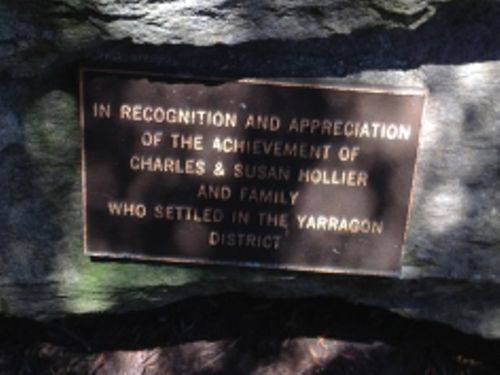 IN RECOGNITION AND APPRECIATION
OF THE ACHIEVEMENT OF
CHARLES & SUSAN HOLLIER
AND FAMILY
WHO SETTLED IN THE YARRAGON
DISTRICT